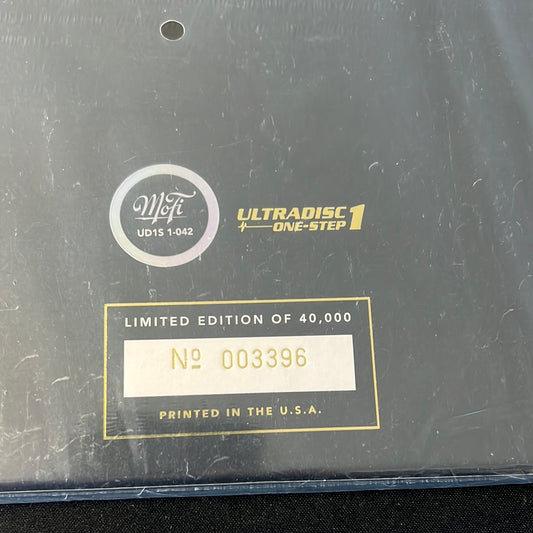 MoFi
UD1S 1-042
ULTRADISC 1
ONE-STEP
LIMITED EDITION OF 40,000
Nº 003396
PRINTED IN THE U.S.A.